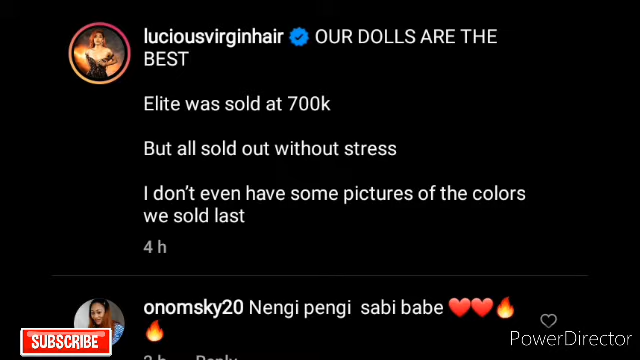 luciousvirginhair OUR DOLLS ARE THE
BEST
Elite was sold at 700k
But all sold out without stress
I don't even have some pictures of the colors
we sold last
4 h
onomsky20 Nengi pengi sabi babe ❤️❤️🔥
🔥
SUBSCRIBE
PowerDirector